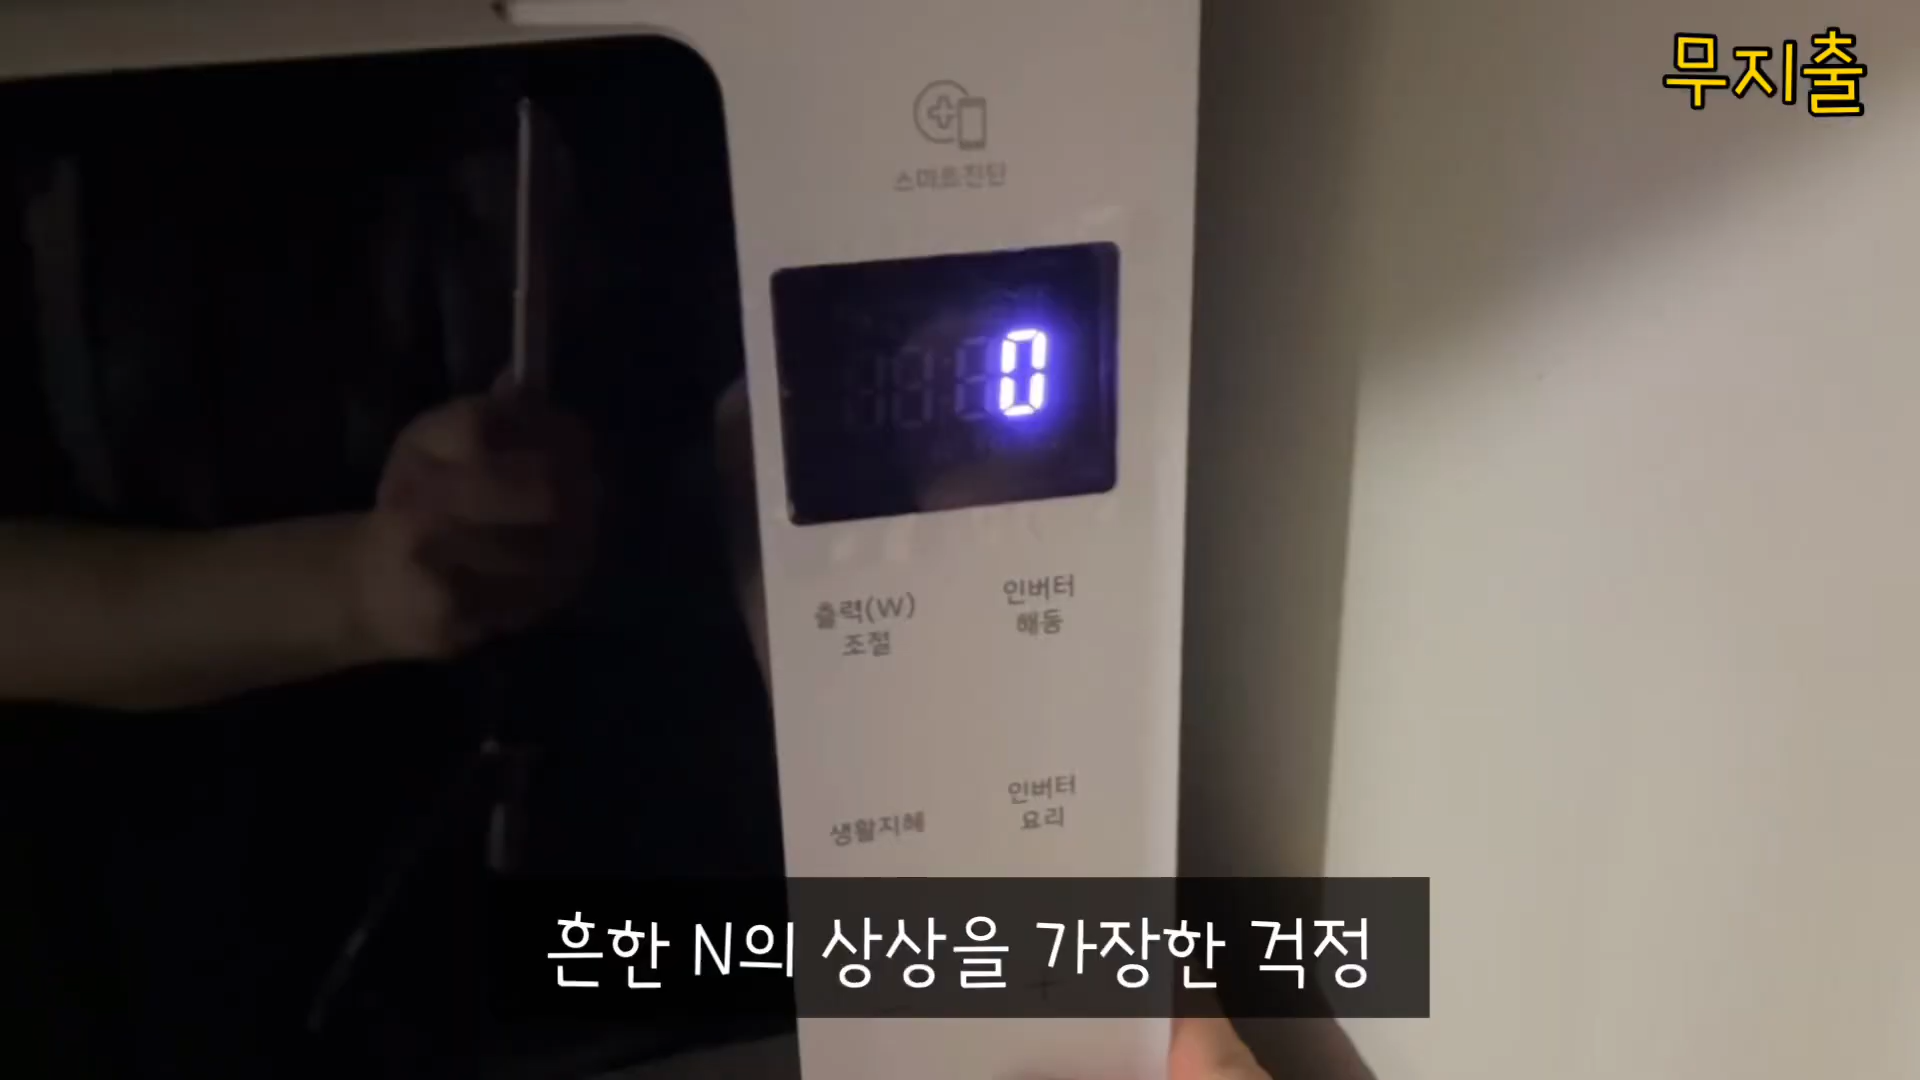 무지출
스마트진단
0
출력(W)
조절
인버터
해동
생활지혜
인버터
요리
흔한 N의 상상을 가장한 걱정